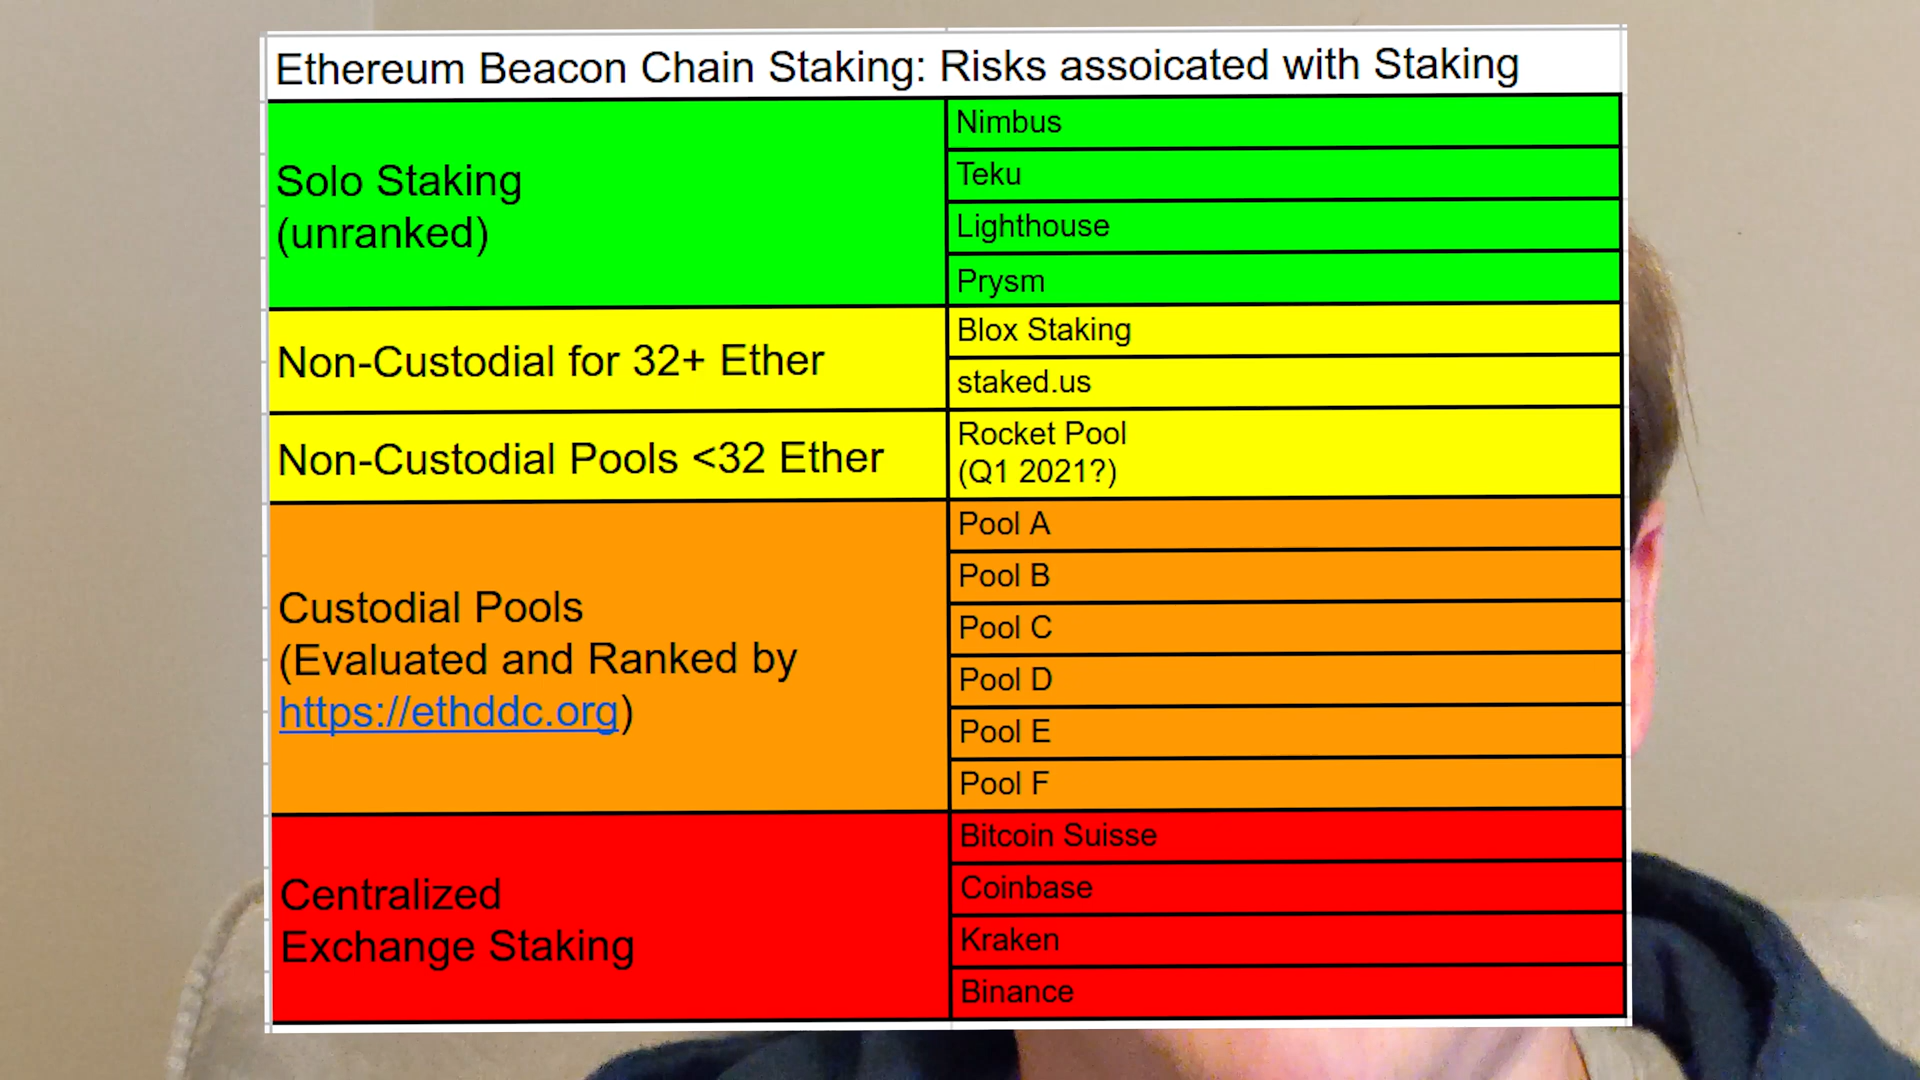 Ethereum Beacon Chain Staking: Risks assoicated with Staking
Solo Staking
(unranked)
Nimbus
Teku
Lighthouse
Prysm
Non-Custodial for 32+ Ether
Blox Staking
staked.us
Non-Custodial Pools <32 Ether
Rocket Pool
(Q1 2021?)
Custodial Pools
(Evaluated and Ranked by
https://ethddc.org)
Pool A
Pool B
Pool C
Pool D
Pool E
Pool F
Centralized
Exchange Staking
Bitcoin Suisse
Coinbase
Kraken
Binance